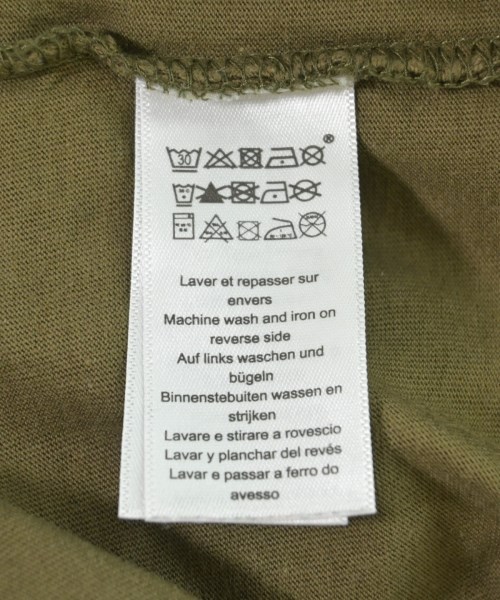 30
®
Laver et repasser sur
envers
Machine wash and iron on
reverse side
Auf links waschen und
bügeln
Binnenstebuiten wassen en
strijken
Lavare e stirare a rovescio
Lavar y planchar del revés
Lavar e passar a ferro do
avesso